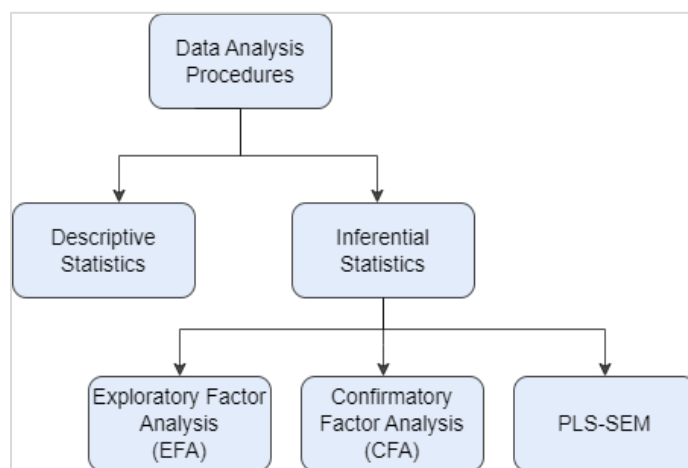 Data Analysis
Procedures
Descriptive
Statistics
Inferential
Statistics
Exploratory Factor
Analysis
(EFA)
Confirmatory
Factor Analysis
(CFA)
PLS-SEM